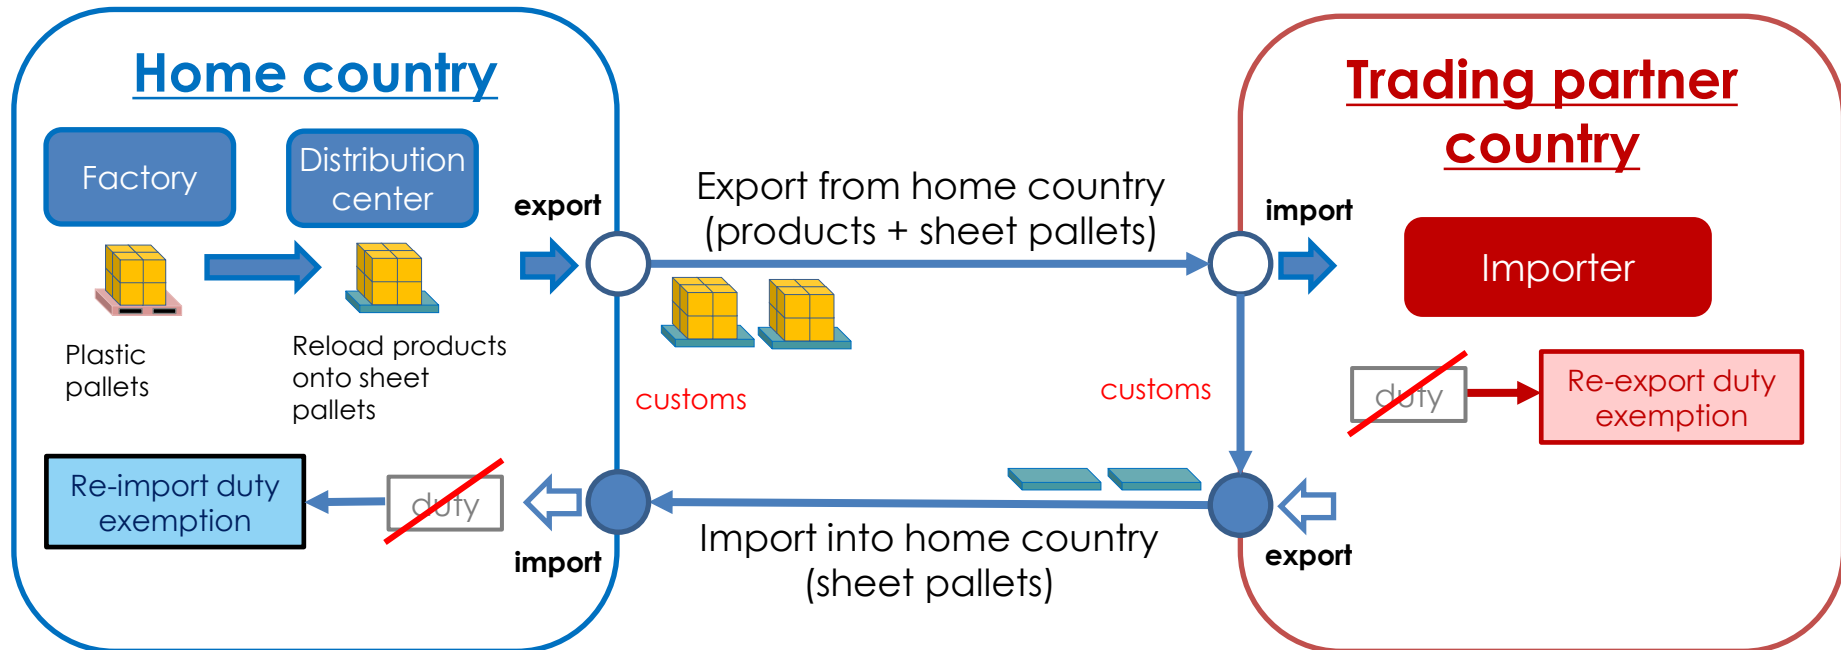 Home country
Factory
Distribution
center
export
Plastic
pallets
Reload products
onto sheet
pallets
Export from home country
(products + sheet pallets)
customs
customs
Trading partner
country
import
Importer
duty
Re-export duty
exemption
Re-import duty
exemption
duty
import
Import into home country
(sheet pallets)
export